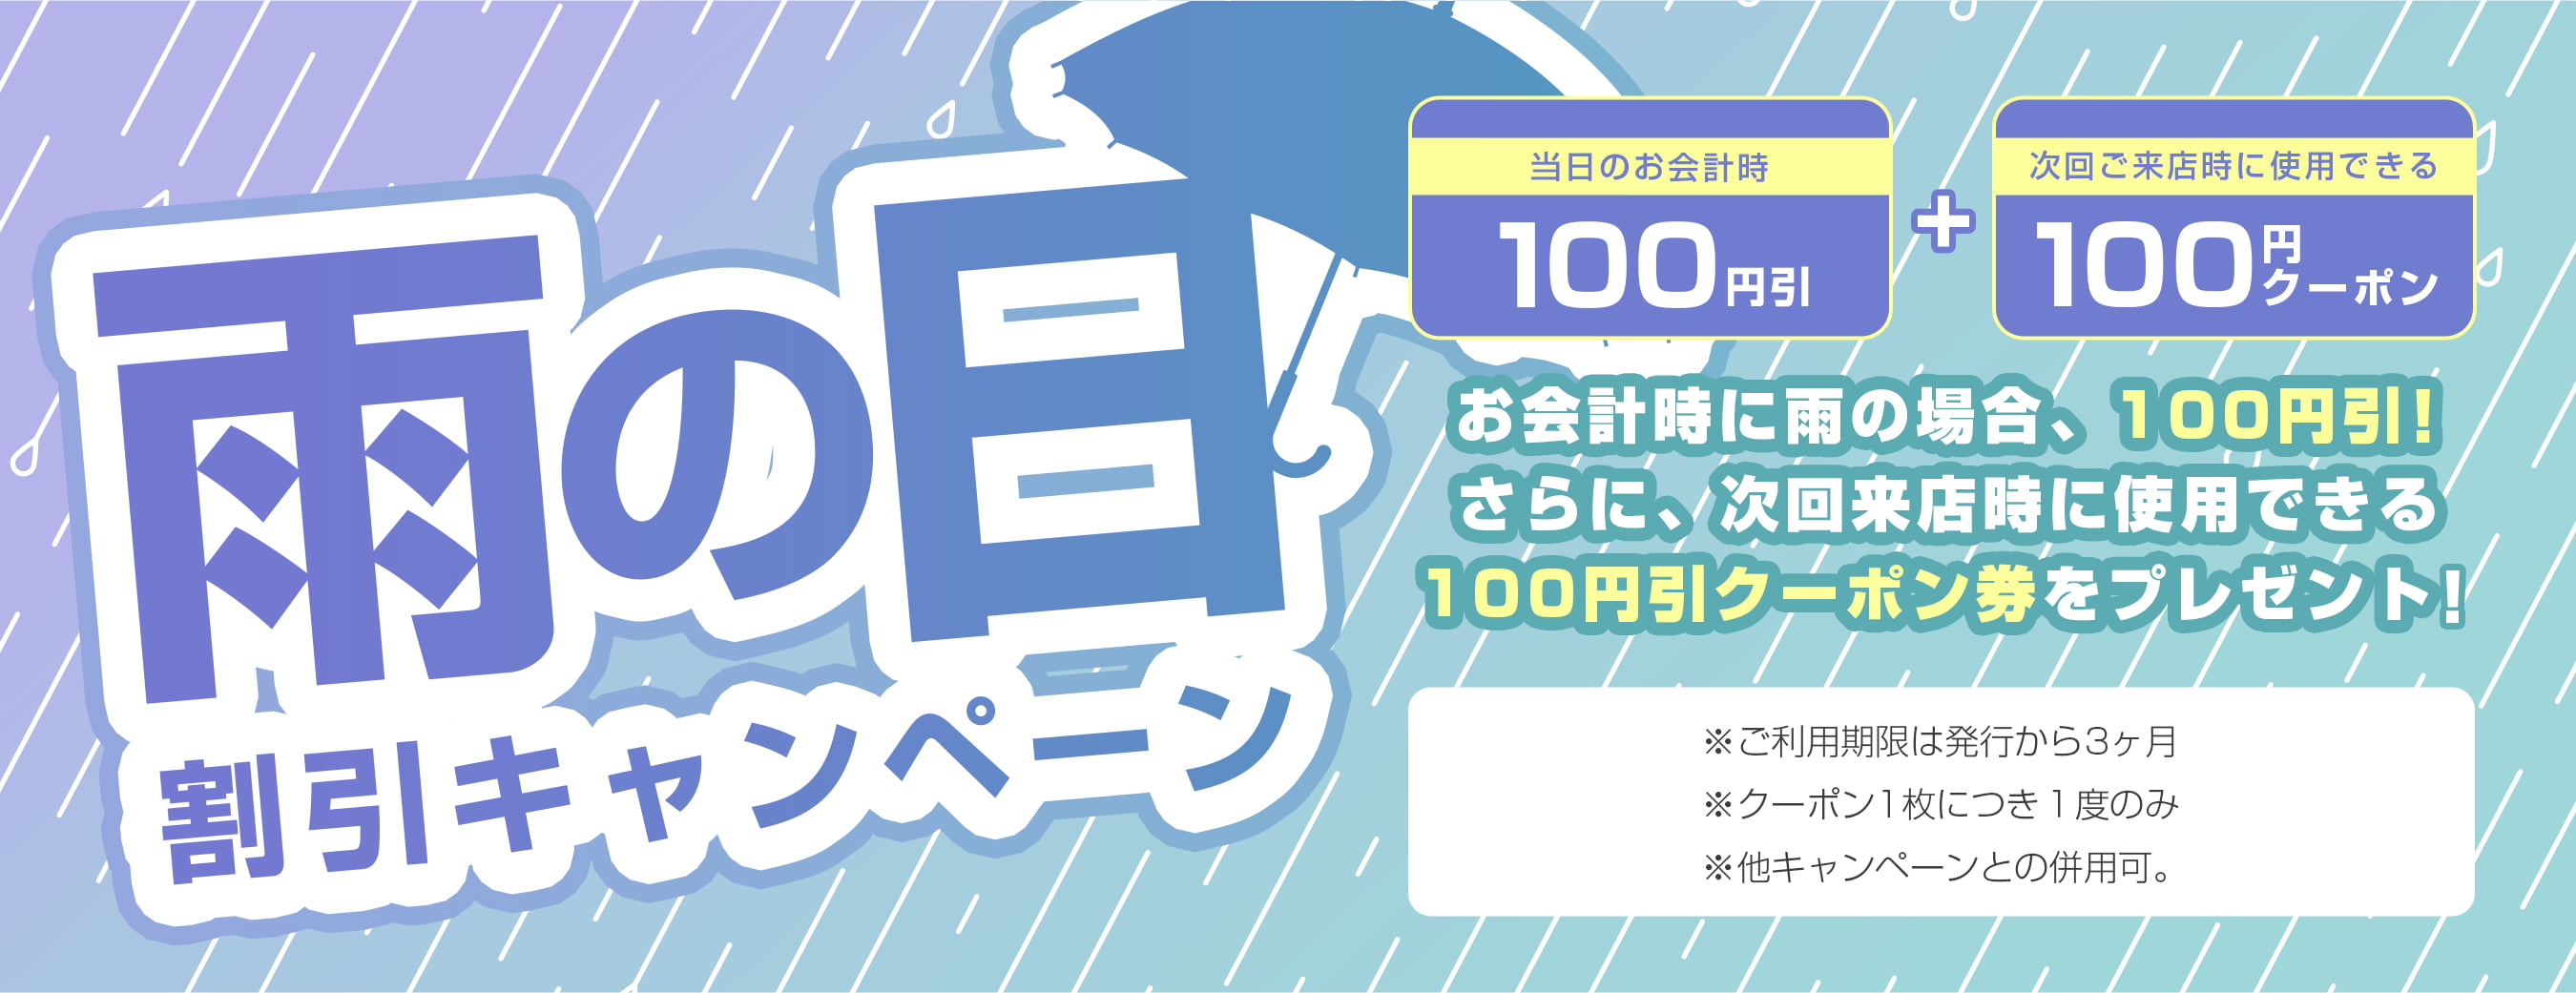 雨の日
割引キャンペーン
当日のお会計時
100円引
+
次回ご来店時に使用できる
100円クーポン
お会計時に雨の場合、100円引!
さらに、次回来店時に使用できる
100円引クーポン券をプレゼント!
※ご利用期限は発行から3ヶ月
※クーポン1枚につき1度のみ
※他キャンペーンとの併用可。